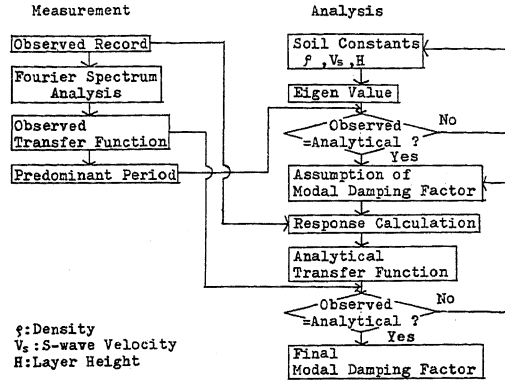 Measurement
Observed Record
Fourier Spectrum
Analysis
Observed
Transfer Function
Predominant Period
Analysis
Soil Constants
ρ ,Vs ,H
Eigen Value
Observed
=Analytical ?
No
Yes
Assumption of
Modal Damping Factor
Response Calculation
Analytical
Transfer Function
Observed
=Analytical ?
No
Yes
Final
Modal Damping Factor
ρ:Density
Vs:S-wave Velocity
H:Layer Height